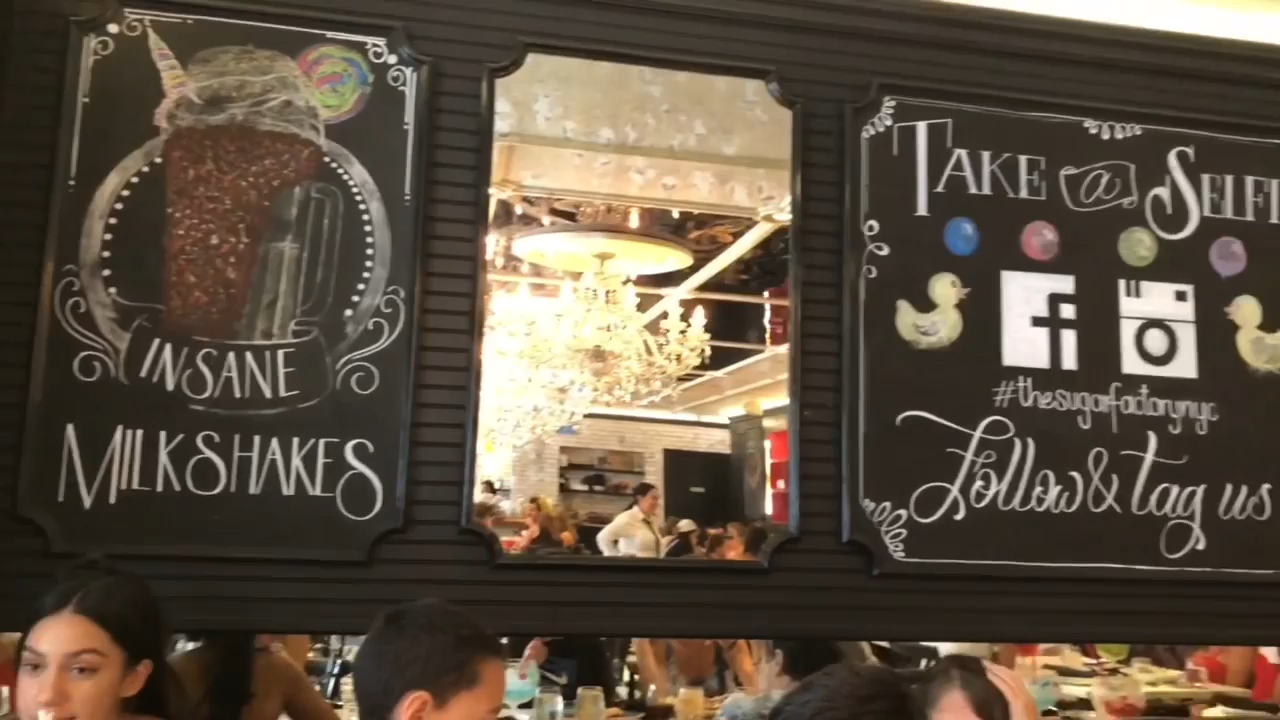 INSANE
MILKSHAKES
TAKE a SELFI
#thesugarfactorynyc
Follow & tag us